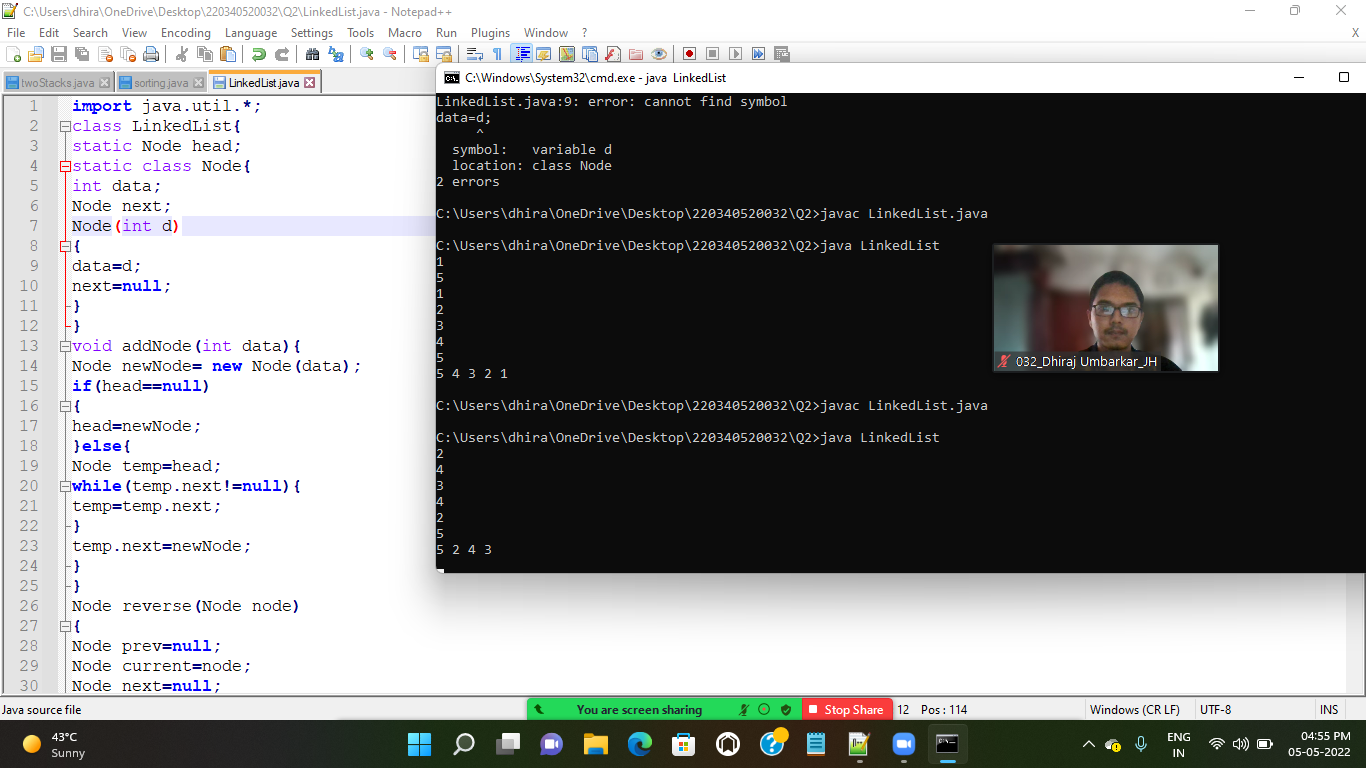 C:\Users\dhira\OneDrive\Desktop\220340520032\Q2\LinkedList.java - Notepad++
File Edit Search View Encoding Language Settings Tools Macro Run Plugins Window ? X
twoStacks.java sorting.java LinkedList.java
1 import java.util.*;
2 class LinkedList{
3 static Node head;
4 static class Node{
5 int data;
6 Node next;
7 Node(int d)
8 {
9 data=d;
10 next=null;
11 }
12 }
13 void addNode(int data){
14 Node newNode= new Node(data);
15 if(head==null)
16 {
17 head=newNode;
18 }else{
19 Node temp=head;
20 while(temp.next!=null){
21 temp=temp.next;
22 }
23 temp.next=newNode;
24 }
25 }
26 Node reverse(Node node)
27 {
28 Node prev=null;
29 Node current=node;
30 Node next=null;
C:\Windows\System32\cmd.exe - java LinkedList
LinkedList.java:9: error: cannot find symbol
data=d;
^
symbol: variable d
location: class Node
2 errors
C:\Users\dhira\OneDrive\Desktop\220340520032\Q2>javac LinkedList.java
C:\Users\dhira\OneDrive\Desktop\220340520032\Q2>java LinkedList
1
5
1
2
3
4
5
5 4 3 2 1
C:\Users\dhira\OneDrive\Desktop\220340520032\Q2>javac LinkedList.java
C:\Users\dhira\OneDrive\Desktop\220340520032\Q2>java LinkedList
2
4
3
4
2
5
5 2 4 3
032_Dhiraj Umbarkar_JH
Java source file
You are screen sharing Stop Share
12 Pos : 114 Windows (CR LF) UTF-8 INS
43°C
Sunny
ENG
IN
04:55 PM
05-05-2022